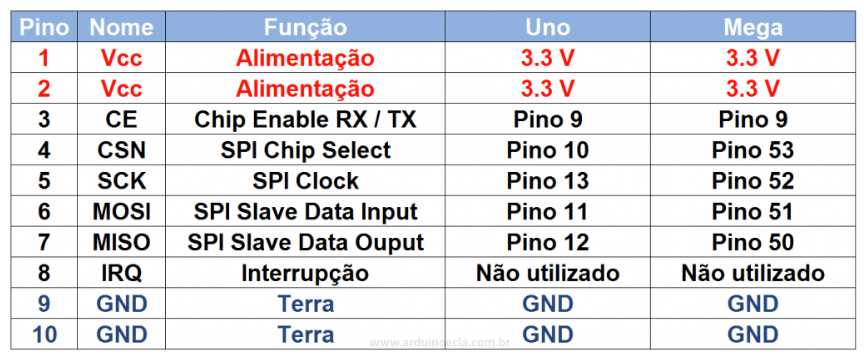 Pino Nome Função Uno Mega
1 Vcc Alimentação 3.3 V 3.3 V
2 Vcc Alimentação 3.3 V 3.3 V
3 CE Chip Enable RX / TX Pino 9 Pino 9
4 CSN SPI Chip Select Pino 10 Pino 53
5 SCK SPI Clock Pino 13 Pino 52
6 MOSI SPI Slave Data Input Pino 11 Pino 51
7 MISO SPI Slave Data Ouput Pino 12 Pino 50
8 IRQ Interrupção Não utilizado Não utilizado
9 GND Terra GND GND
10 GND Terra GND GND
www.arduinoecia.com.br